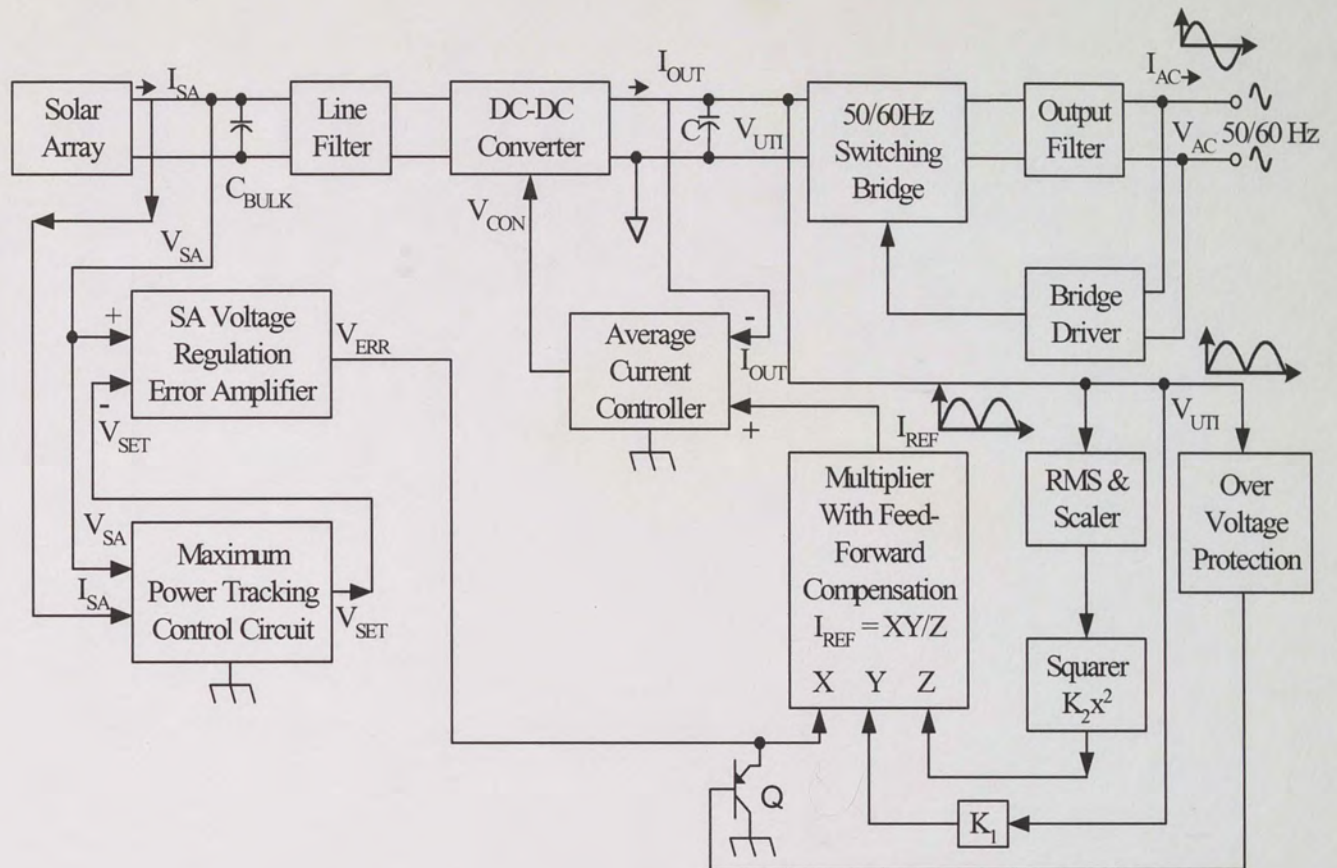 Solar
Array
I_SA
C_BULK
Line
Filter
DC-DC
Converter
I_OUT
C
V_UTI
50/60Hz
Switching
Bridge
Output
Filter
I_AC
V_AC 50/60 Hz
V_SA
V_CON
Bridge
Driver
+
-
V_SET
SA Voltage
Regulation
Error Amplifier
V_ERR
Average
Current
Controller
-
I_OUT
+
I_REF
V_UTI
V_SA
I_SA
Maximum
Power Tracking
Control Circuit
V_SET
Multiplier
With Feed-
Forward
Compensation
I_REF = XY/Z
X Y Z
RMS &
Scaler
Squarer
K₂x²
Over
Voltage
Protection
Q
K₁